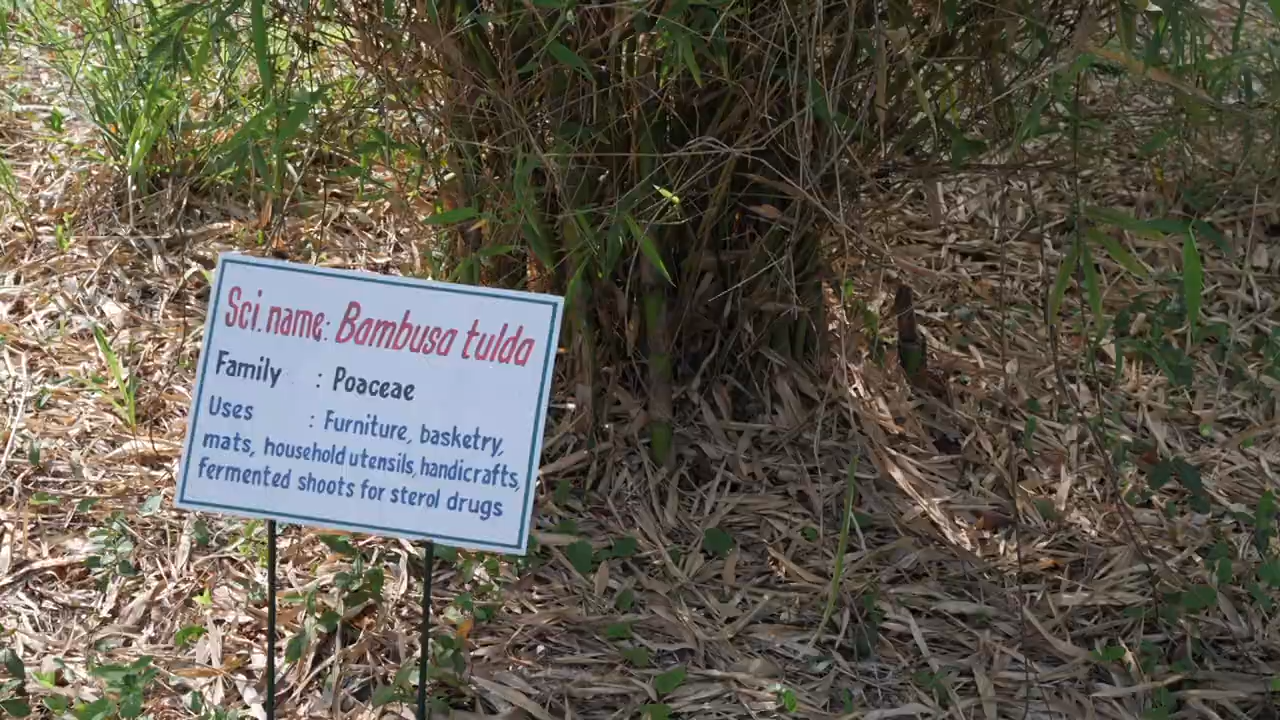 Sci. name: Bambusa tulda
Family : Poaceae
Uses : Furniture, basketry,
mats, household utensils, handicrafts,
fermented shoots for sterol drugs